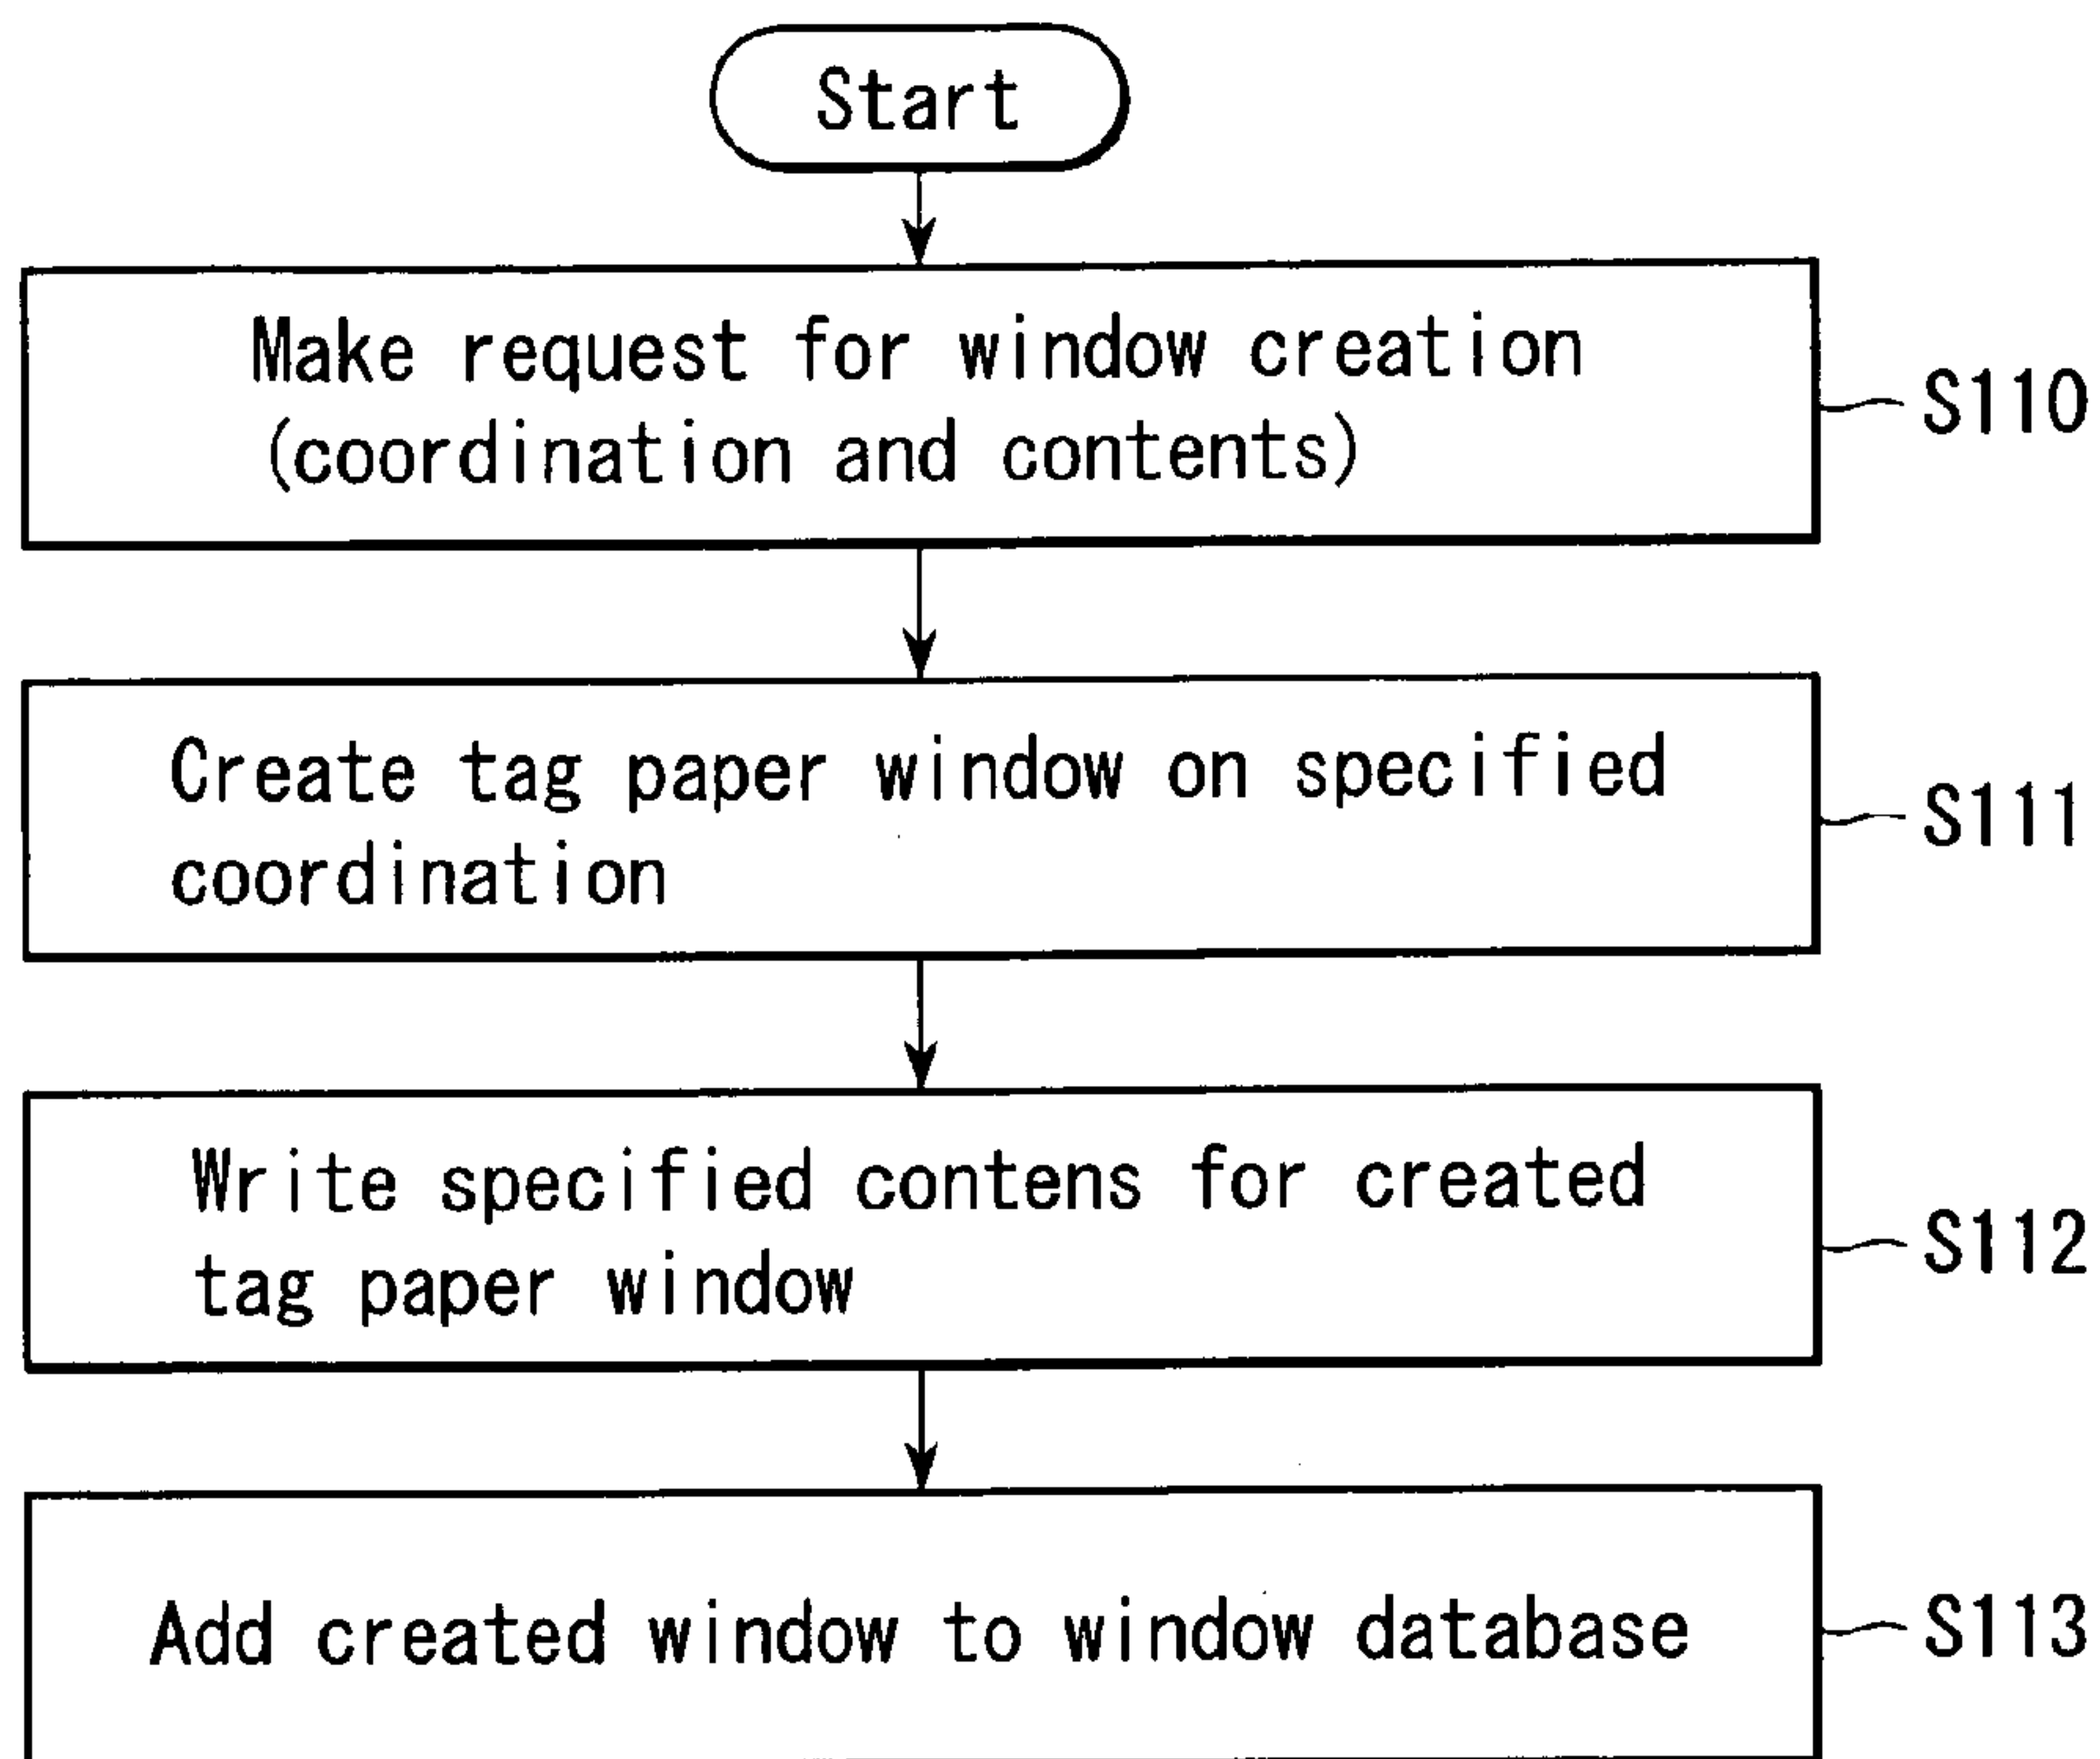 Start
Make request for window creation
(coordination and contents)
S110
Create tag paper window on specified
coordination
S111
Write specified contens for created
tag paper window
S112
Add created window to window database
S113